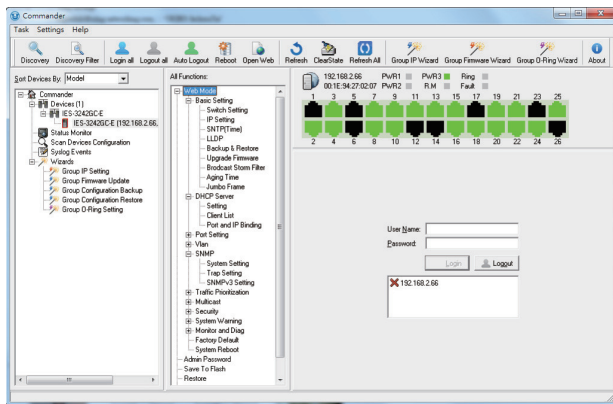 Commander
Task Settings Help
Discovery Discovery Filter Login all Logout all Auto Logout Reboot Open Web Refresh ClearState Refresh All Group IP Wizard Group Firmware Wizard Group O-Ring Wizard About
Sort Devices By: Model
Commander
Devices (1)
IES-3242GC-E
IES-3242GC-E (192.168.2.66,
Status Monitor
Scan Devices Configuration
Syslog Events
Wizards
Group IP Setting
Group Firmware Update
Group Configuration Backup
Group Configuration Restore
Group O-Ring Setting
All Functions:
Web Mode
Basic Setting
Switch Setting
IP Setting
SNTP(Time)
LLDP
Backup & Restore
Upgrade Firmware
Brodcast Storm Filter
Aging Time
Jumbo Frame
DHCP Server
Setting
Client List
Port and IP Binding
Port Setting
Vlan
SNMP
System Setting
Trap Setting
SNMPv3 Setting
Traffic Prioritization
Multicast
Security
System Warning
Monitor and Diag
Factory Default
System Reboot
Admin Password
Save To Flash
Restore
192.168.2.66 PWR1 PWR3 Ring
00:1E:94:27:02:07 PWR2 R.M Fault
1 3 5 7 9 11 13 15 17 19 21 23 25
2 4 6 8 10 12 14 16 18 20 22 24 26
User Name:
Password:
Login Logout
192.168.2.66